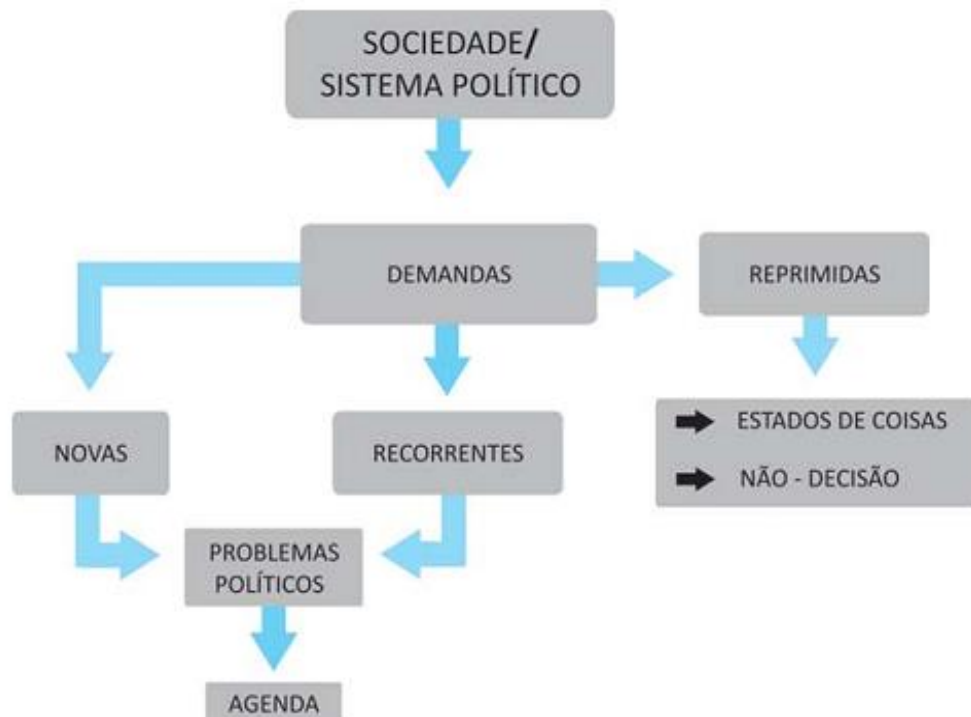 SOCIEDADE/
SISTEMA POLÍTICO
DEMANDAS
REPRIMIDAS
NOVAS
RECORRENTES
ESTADOS DE COISAS
NÃO - DECISÃO
PROBLEMAS
POLÍTICOS
AGENDA